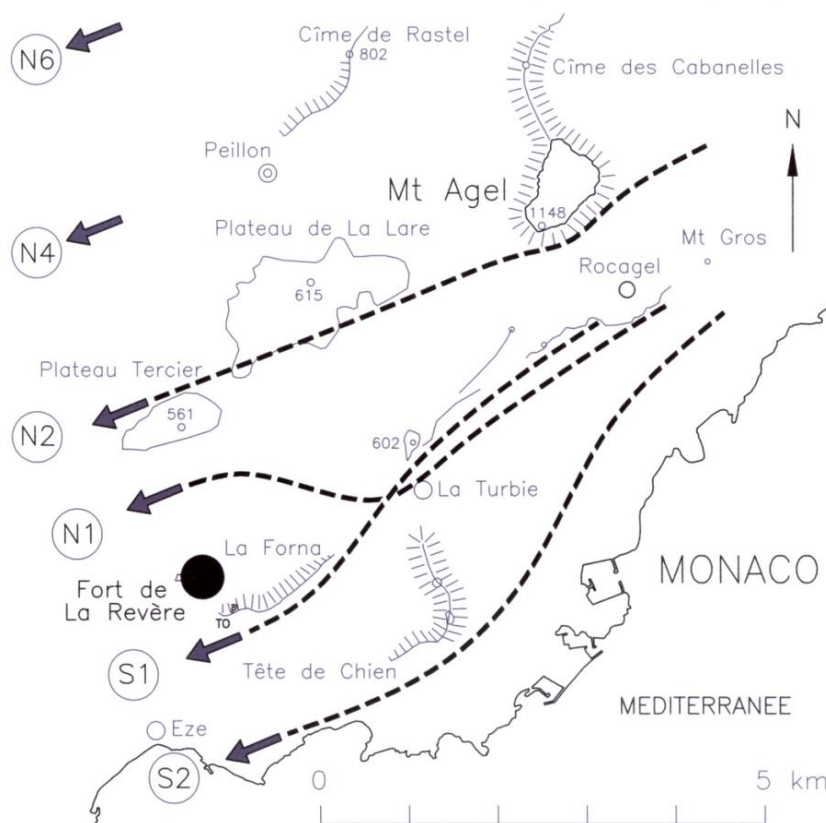 N6
Cîme de Rastel
802
Cîme des Cabanelles
Peillon
N
Mt Agel
1148
N4
Plateau de La Lare
615
Mt Gros
Rocagel
Plateau Tercier
561
N2
602
La Turbie
N1
La Forna
Fort de
La Revère
TO
MONACO
S1
Tête de Chien
MEDITERRANEE
Eze
S2
0
5 km